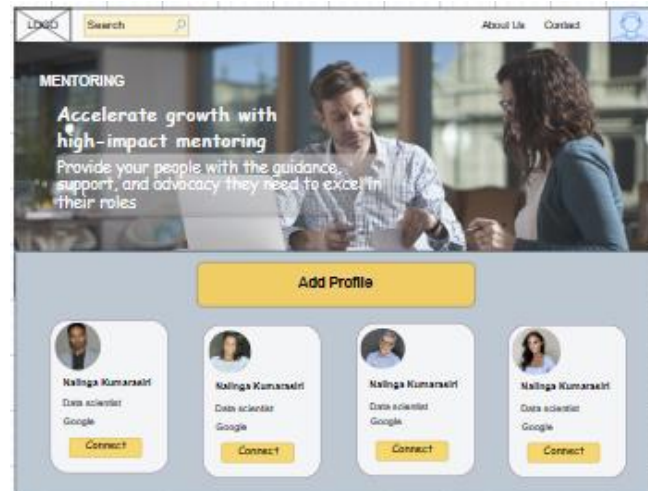 LOGO
Search
About Us
Contact
MENTORING
Accelerate growth with
high-impact mentoring
Provide your people with the guidance,
support, and advocacy they need to excel in
their roles
Add Profile
Nalinga Kumarasiri
Data scientist
Google
Connect
Nalinga Kumarasiri
Data scientist
Google
Connect
Nalinga Kumarasiri
Data scientist
Google
Connect
Nalinga Kumarasiri
Data scientist
Google
Connect